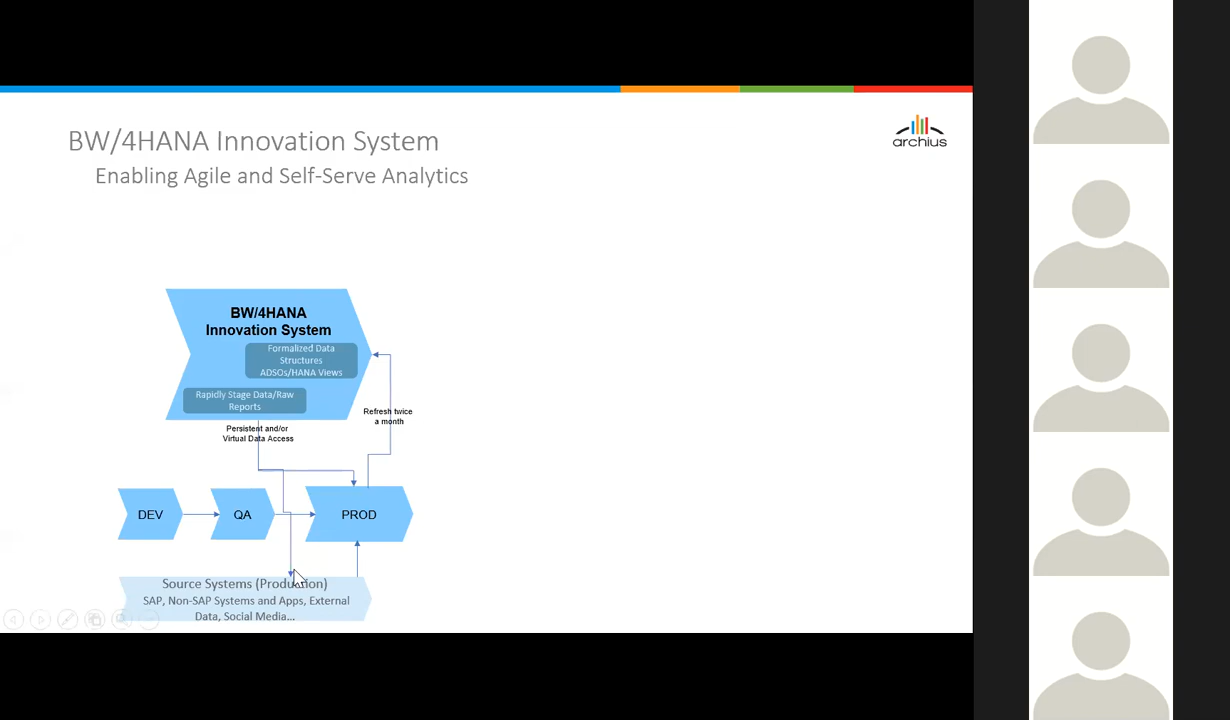 BW/4HANA Innovation System
Enabling Agile and Self-Serve Analytics
archius
BW/4HANA
Innovation System
Formalized Data
Structures
ADSOs/HANA Views
Rapidly Stage Data/Raw
Reports
Persistent and/or
Virtual Data Access
Refresh twice
a month
DEV
QA
PROD
Source Systems (Production)
SAP, Non-SAP Systems and Apps, External
Data, Social Media...